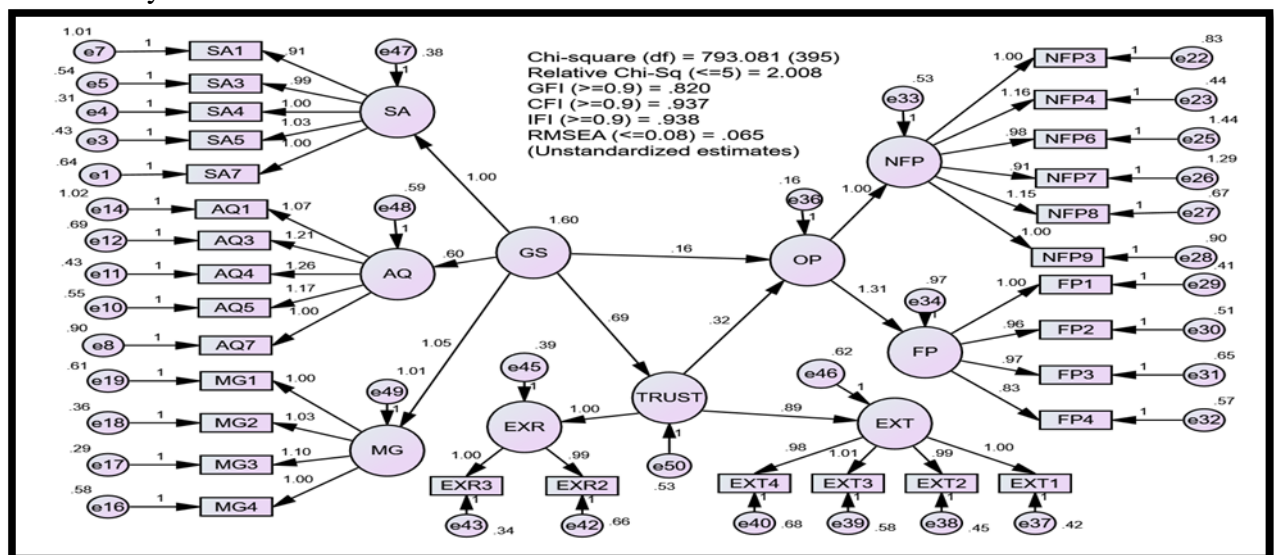 Chi-square (df) = 793.081 (395)
Relative Chi-Sq (<=5) = 2.008
GFI (>=0.9) = .820
CFI (>=0.9) = .937
IFI (>=0.9) = .938
RMSEA (<=0.08) = .065
(Unstandardized estimates)
1.01
e7 1 SA1 .91
.54
e5 1 SA3 .99
.31
e4 1 SA4 1.00
.43
e3 1 SA5 1.03
.64
e1 1 SA7 1.00
e47 .38
1
SA
1.00
1.02
e14 1 AQ1 1.07
.69
e12 1 AQ3 1.21
.43
e11 1 AQ4 1.26
.55
e10 1 AQ5 1.17
.90
e8 1 AQ7 1.00
.59
e48
1
AQ
.60
.61
e19 1 MG1 1.00
.36
e18 1 MG2 1.03
.29
e17 1 MG3 1.10
.58
e16 1 MG4 1.00
1.01
e49
1
MG
1.05
1.60
GS
.16
.69
.16
e36
1
OP
1.00
1.31
.32
TRUST
1
e50
.53
1.00
.89
.39
e45
1
EXR
1.00 .99
EXR3 EXR2
1 1
e43 .34 e42 .66
.62
e46
1
EXT
.98 1.01 .99 1.00
EXT4 EXT3 EXT2 EXT1
1 1 1 1
e40 .68 e39 .58 e38 .45 e37 .42
.53
e33
1
NFP
.83
1.00 NFP3 1 e22
.44
1.16 NFP4 1 e23
1.44
.98 NFP6 1 e25
1.29
.91 NFP7 1 e26
.67
1.15 NFP8 1 e27
.90
1.00 NFP9 1 e28
.97
e34
1
FP
.41
1.00 FP1 1 e29
.51
.96 FP2 1 e30
.65
.97 FP3 1 e31
.57
.83 FP4 1 e32